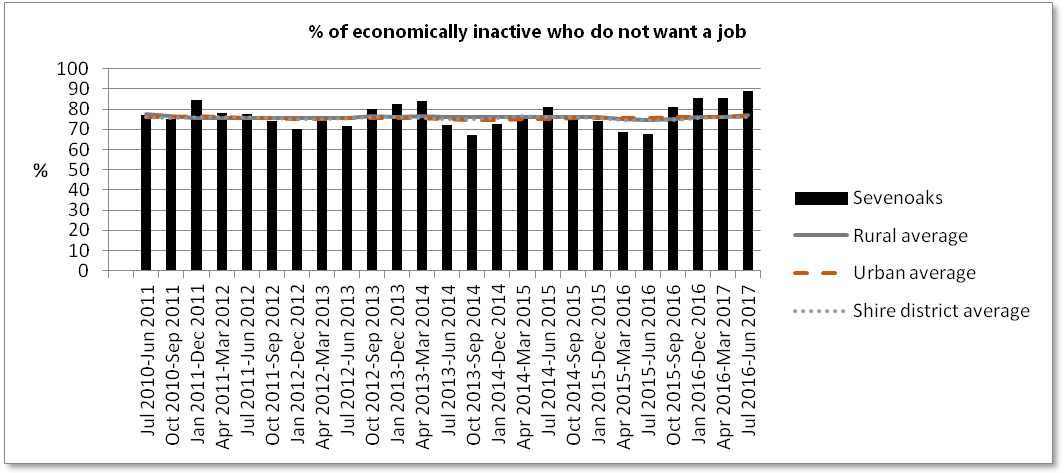 % of economically inactive who do not want a job
100
90
80
70
60
50
40
30
20
10
0
%
Jul 2010-Jun 2011
Oct 2010-Sep 2011
Jan 2011-Dec 2011
Apr 2011-Mar 2012
Jul 2011-Jun 2012
Oct 2011-Sep 2012
Jan 2012-Dec 2012
Apr 2012-Mar 2013
Jul 2012-Jun 2013
Oct 2012-Sep 2013
Jan 2013-Dec 2013
Apr 2013-Mar 2014
Jul 2013-Jun 2014
Oct 2013-Sep 2014
Jan 2014-Dec 2014
Apr 2014-Mar 2015
Jul 2014-Jun 2015
Oct 2014-Sep 2015
Jan 2015-Dec 2015
Apr 2015-Mar 2016
Jul 2015-Jun 2016
Oct 2015-Sep 2016
Jan 2016-Dec 2016
Apr 2016-Mar 2017
Jul 2016-Jun 2017
Sevenoaks
Rural average
Urban average
Shire district average